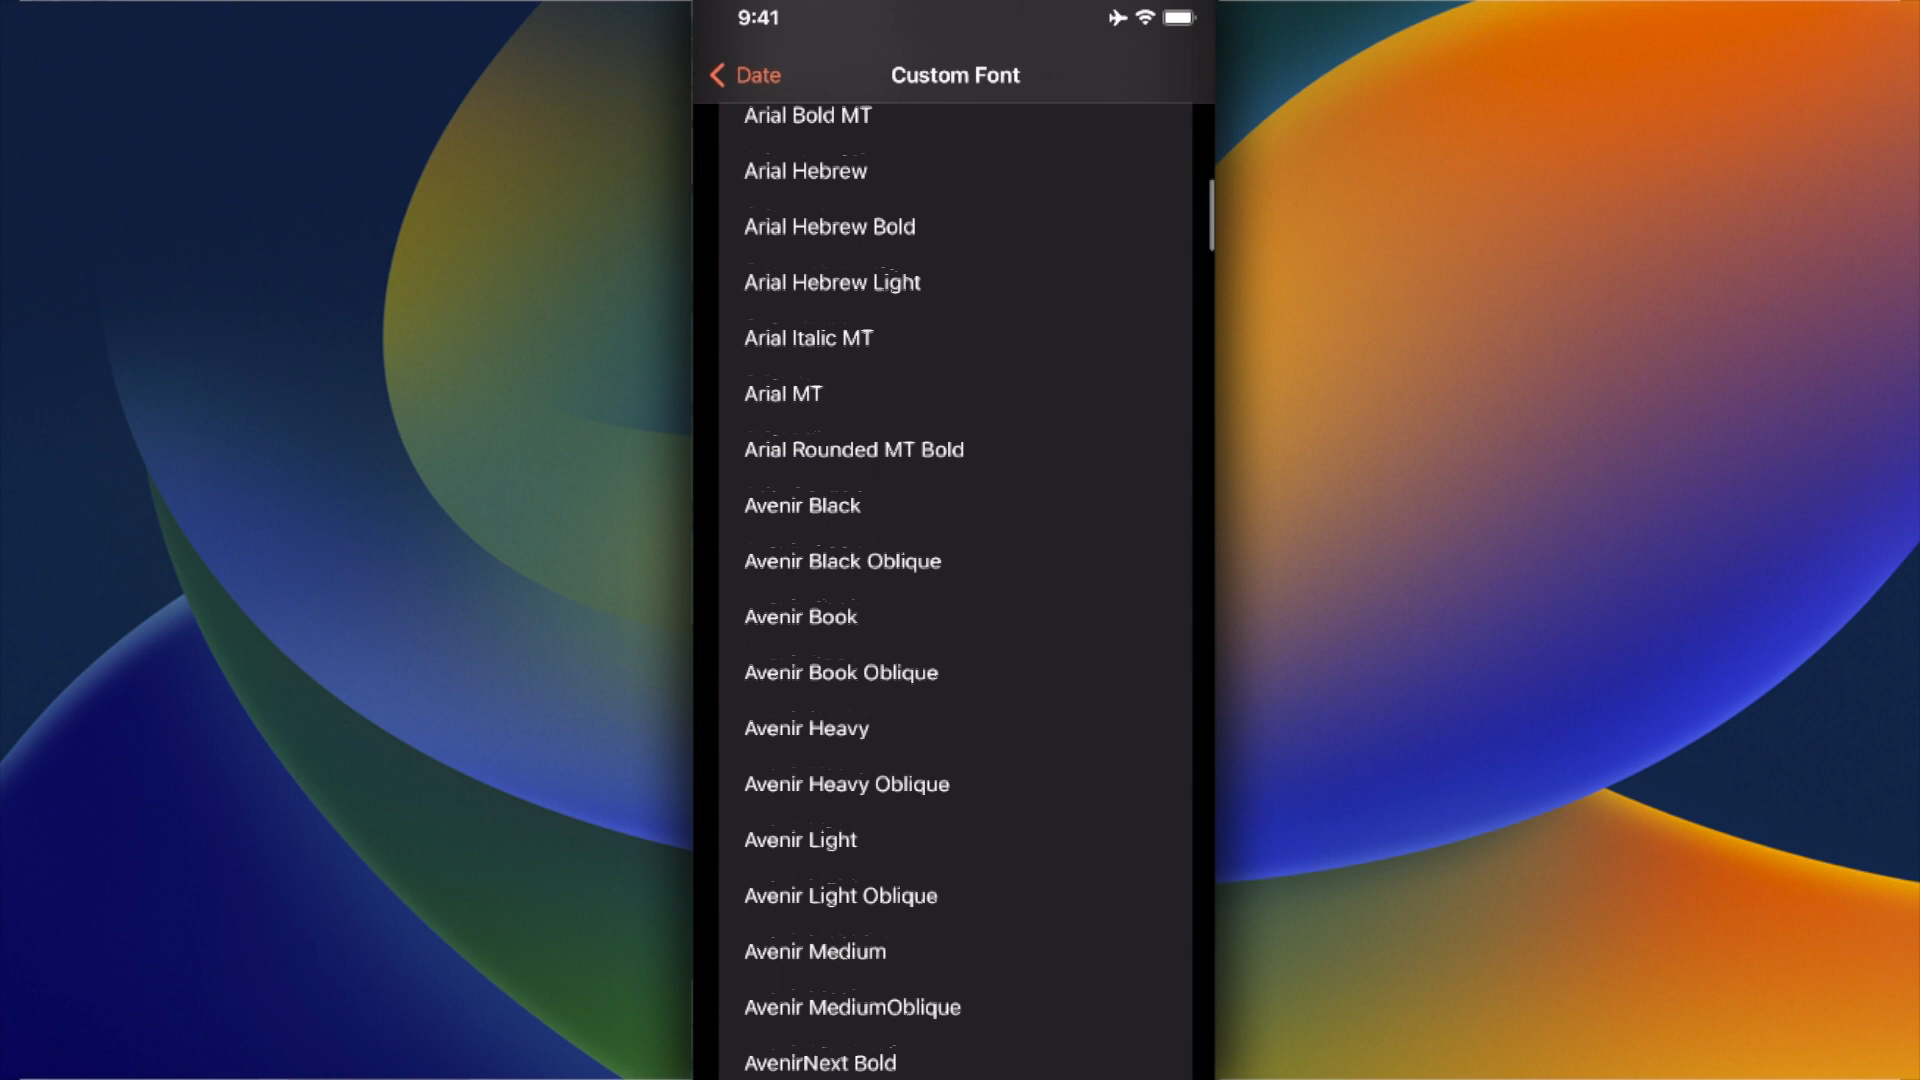 9:41
Date
Custom Font
Arial Bold MT
Arial Hebrew
Arial Hebrew Bold
Arial Hebrew Light
Arial Italic MT
Arial MT
Arial Rounded MT Bold
Avenir Black
Avenir Black Oblique
Avenir Book
Avenir Book Oblique
Avenir Heavy
Avenir Heavy Oblique
Avenir Light
Avenir Light Oblique
Avenir Medium
Avenir MediumOblique
AvenirNext Bold